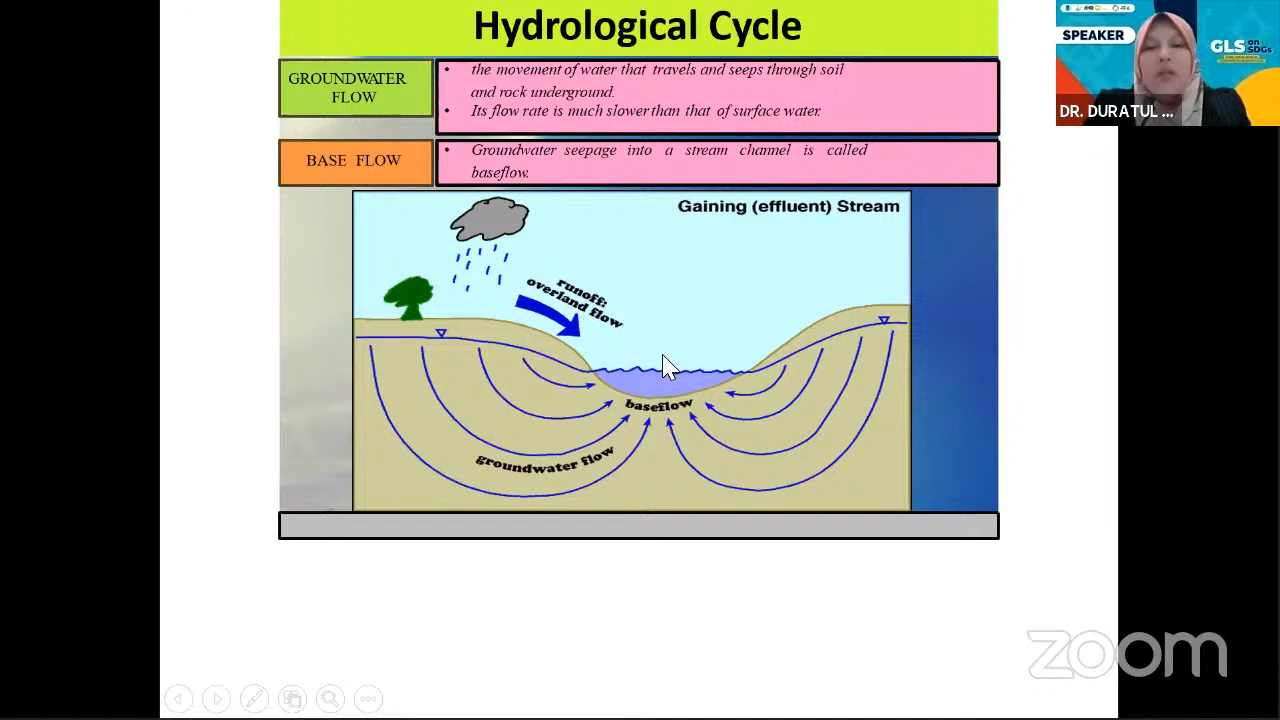 Hydrological Cycle
GROUNDWATER
FLOW
• the movement of water that travels and seeps through soil
and rock underground.
• Its flow rate is much slower than that of surface water.
BASE FLOW
• Groundwater seepage into a stream channel is called
baseflow.
Gaining (effluent) Stream
runoff:
overland flow
baseflow
groundwater flow
SPEAKER
GLS on SDGs
DR. DURATUL ...
zoom